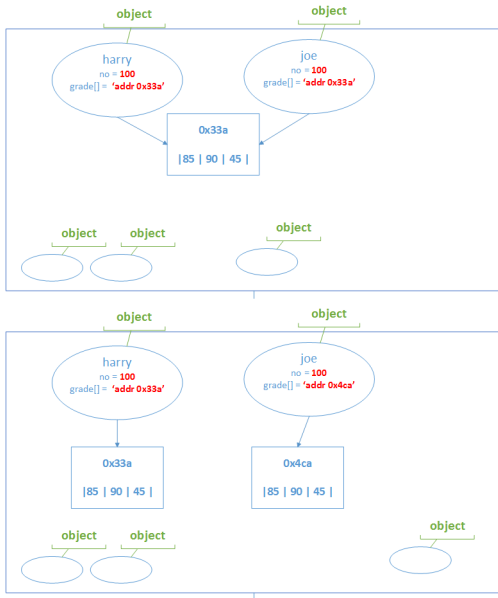 object
object
harry
no = 100
grade[] = ‘addr 0x33a’
joe
no = 100
grade[] = ‘addr 0x33a’
0x33a
|85 | 90 | 45 |
object
object
object
object
object
harry
no = 100
grade[] = ‘addr 0x33a’
joe
no = 100
grade[] = ‘addr 0x4ca’
0x33a
|85 | 90 | 45 |
0x4ca
|85 | 90 | 45 |
object
object
object